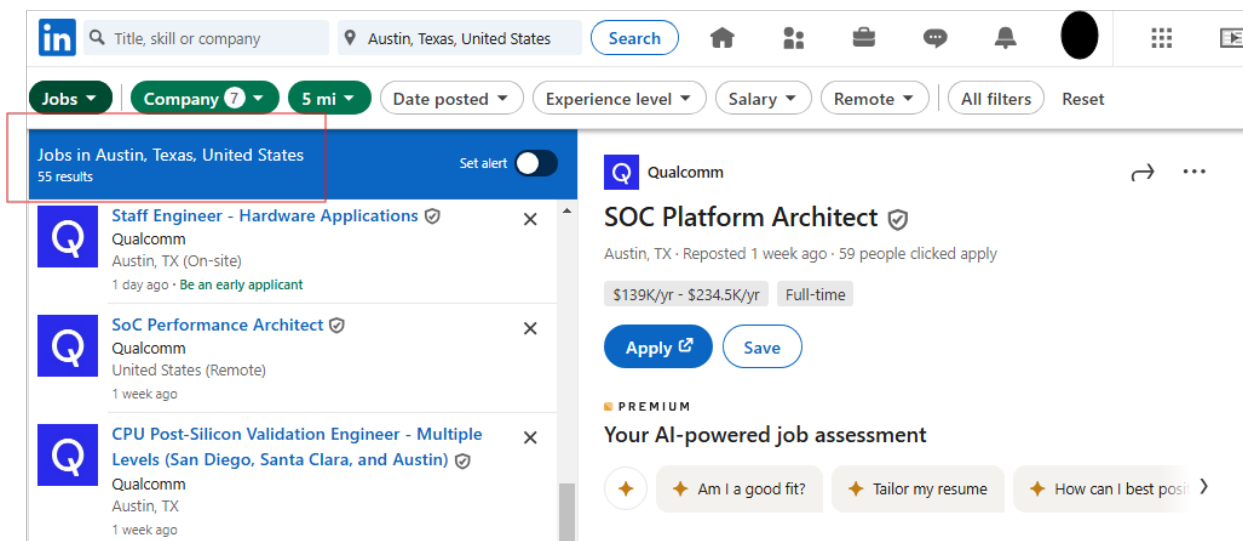 in Title, skill or company Austin, Texas, United States Search
Jobs Company 7 5 mi Date posted Experience level Salary Remote All filters Reset
Jobs in Austin, Texas, United States
55 results
Set alert
Staff Engineer - Hardware Applications
Qualcomm
Austin, TX (On-site)
1 day ago · Be an early applicant
SoC Performance Architect
Qualcomm
United States (Remote)
1 week ago
CPU Post-Silicon Validation Engineer - Multiple
Levels (San Diego, Santa Clara, and Austin)
Qualcomm
Austin, TX
1 week ago
Qualcomm
SOC Platform Architect
Austin, TX · Reposted 1 week ago · 59 people clicked apply
$139K/yr - $234.5K/yr Full-time
Apply Save
PREMIUM
Your AI-powered job assessment
Am I a good fit? Tailor my resume How can I best